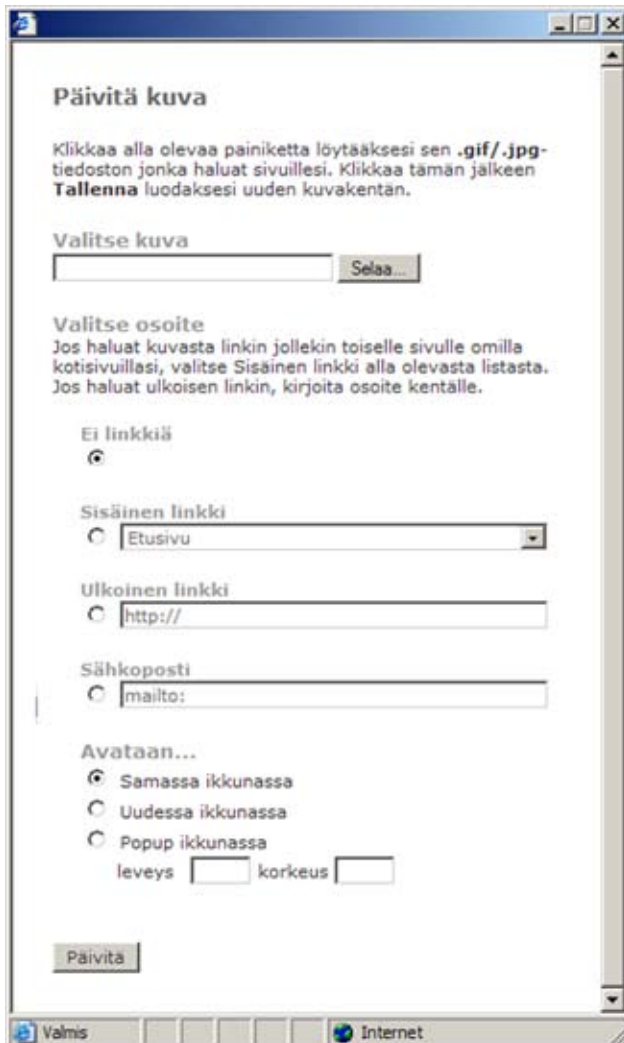 Päivitä kuva
Klikkaa alla olevaa painiketta löytääksesi sen .gif/.jpg-
tiedoston jonka haluat sivuillesi. Klikkaa tämän jälkeen
Tallenna luodaksesi uuden kuvakentän.
Valitse kuva
Selaa...
Valitse osoite
Jos haluat kuvasta linkin jollekin toiselle sivulle omilla
kotisivuillasi, valitse Sisäinen linkki alla olevasta listasta.
Jos haluat ulkoisen linkin, kirjoita osoite kentälle.
Ei linkkiä
Sisäinen linkki
Etusivu
Ulkoinen linkki
http://
Sähkoposti
mailto:
Avataan...
Samassa ikkunassa
Uudessa ikkunassa
Popup ikkunassa
leveys korkeus
Päivitä
Valmis Internet